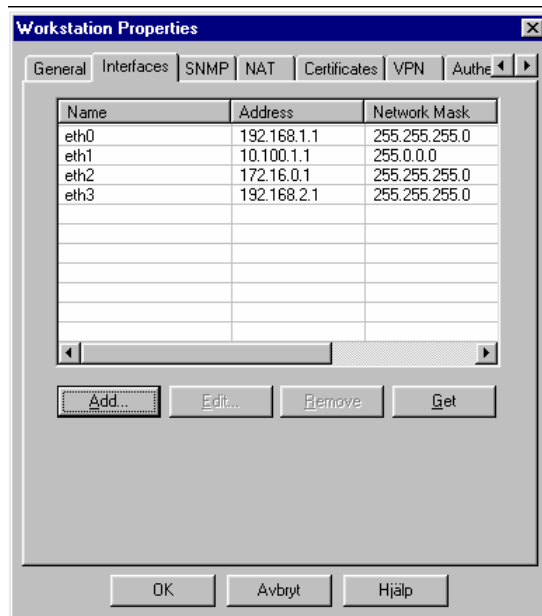 Workstation Properties
General Interfaces SNMP NAT Certificates VPN Authe
Name Address Network Mask
eth0 192.168.1.1 255.255.255.0
eth1 10.100.1.1 255.0.0.0
eth2 172.16.0.1 255.255.255.0
eth3 192.168.2.1 255.255.255.0
Add... Edit... Remove Get
OK Avbryt Hjälp